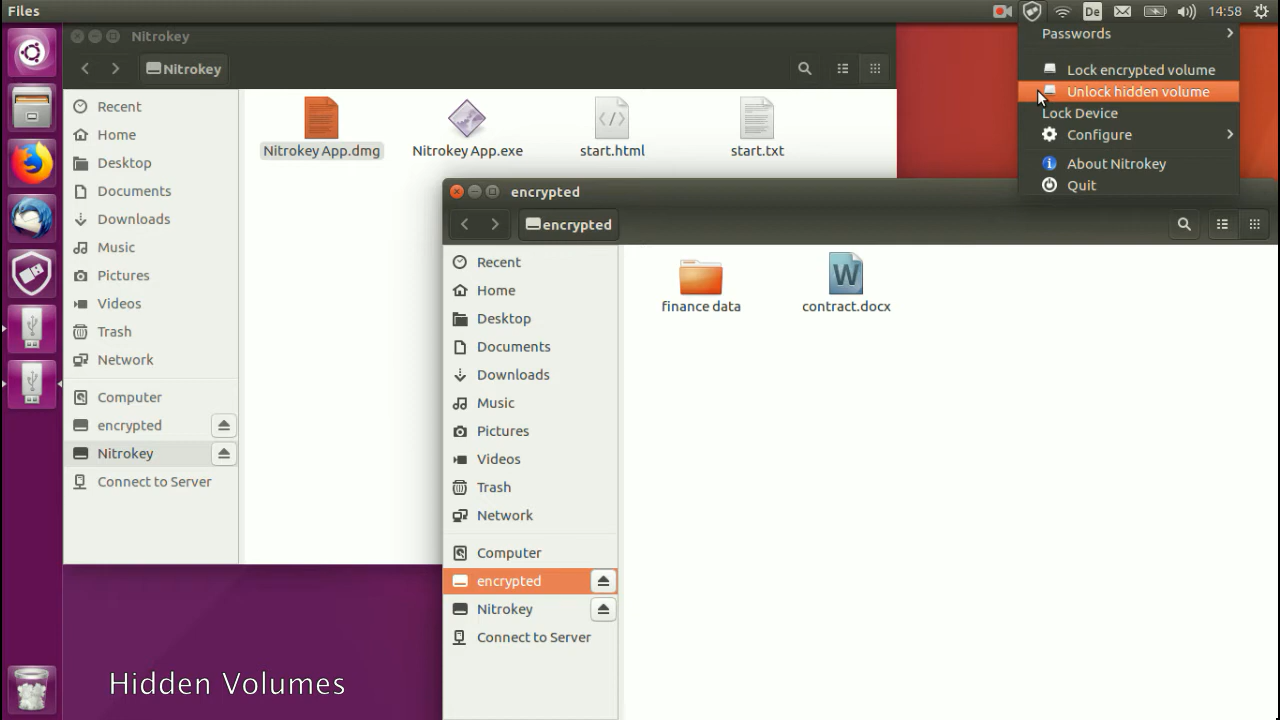 Files
De
14:58
Nitrokey
Nitrokey
Recent
Home
Desktop
Documents
Downloads
Music
Pictures
Videos
Trash
Network
Computer
encrypted
Nitrokey
Connect to Server
Nitrokey App.dmg
Nitrokey App.exe
start.html
start.txt
Passwords
Lock encrypted volume
Unlock hidden volume
Lock Device
Configure
About Nitrokey
Quit
encrypted
encrypted
Recent
Home
Desktop
Documents
Downloads
Music
Pictures
Videos
Trash
Network
Computer
encrypted
Nitrokey
Connect to Server
finance data
W
contract.docx
Hidden Volumes